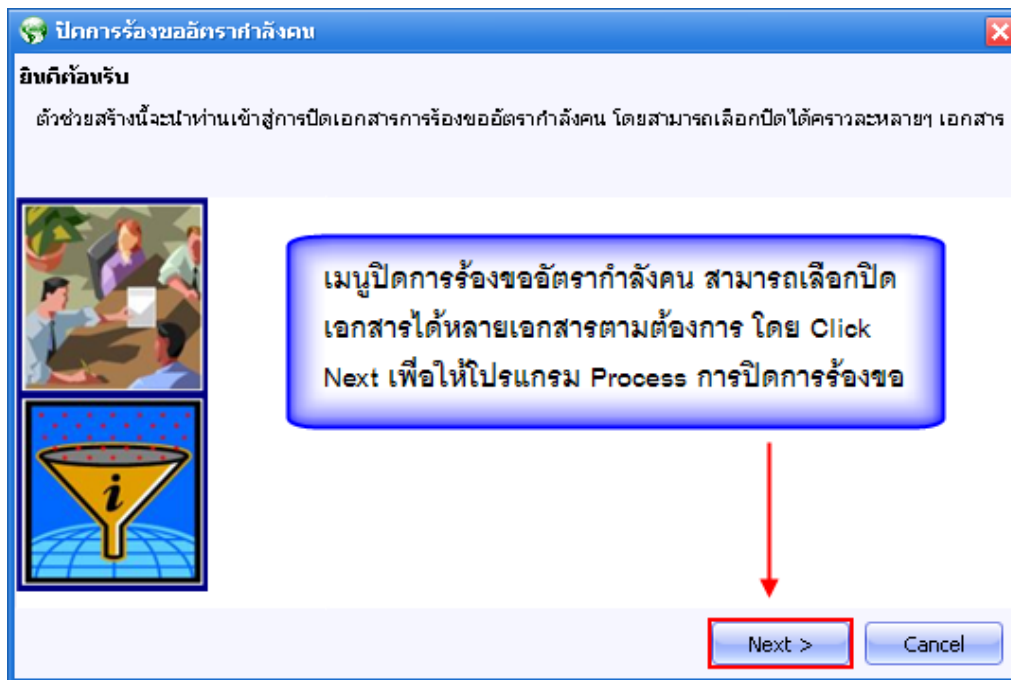 ปิดการร้องขออัตรากำลังคน
ยินดีต้อนรับ
ตัวช่วยสร้างนี้จะนำท่านเข้าสู่การปิดเอกสารการร้องขออัตรากำลังคน โดยสามารถเลือกปิดได้คราวละหลายๆ เอกสาร
เมนูปิดการร้องขออัตรากำลังคน สามารถเลือกปิด
เอกสารได้หลายเอกสารตามต้องการ โดย Click
Next เพื่อให้โปรแกรม Process การปิดการร้องขอ
i
Next >
Cancel